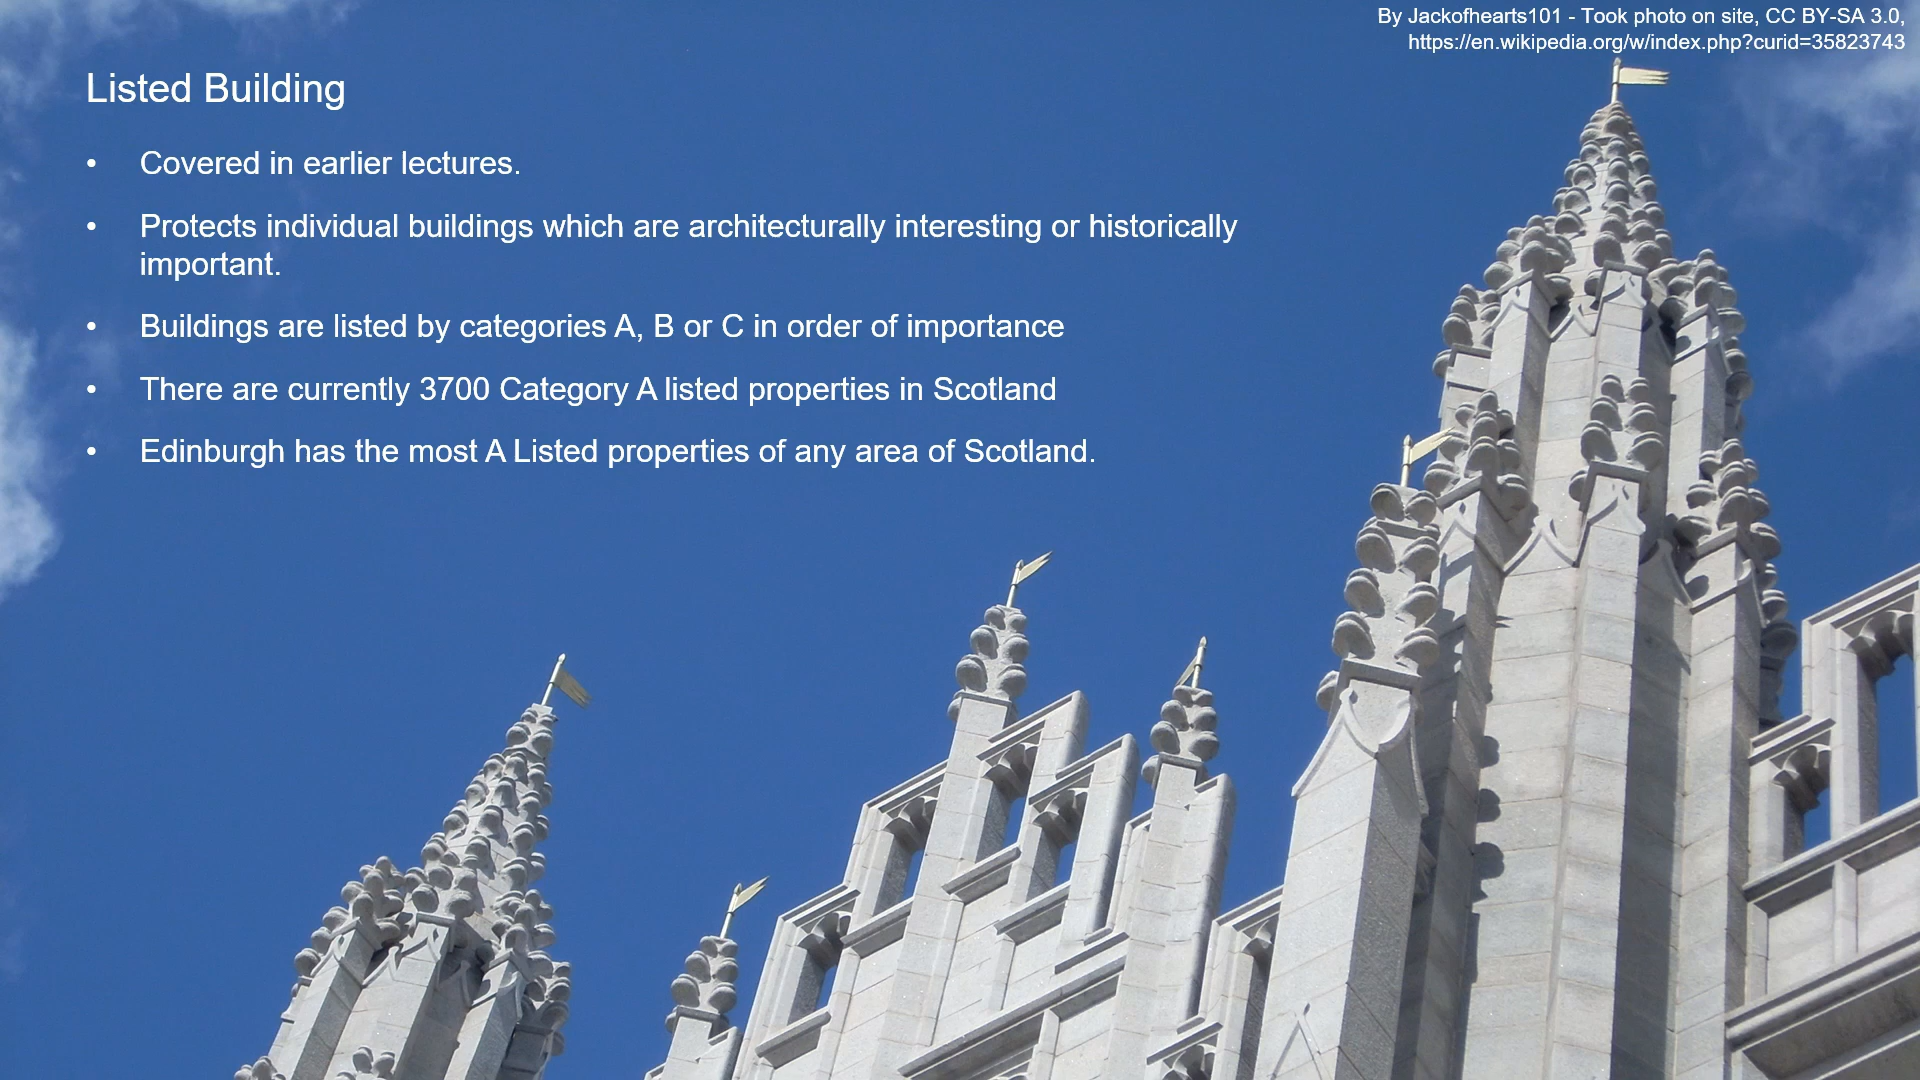 By Jackofhearts101 - Took photo on site, CC BY-SA 3.0,
https://en.wikipedia.org/w/index.php?curid=35823743
Listed Building
• Covered in earlier lectures.
• Protects individual buildings which are architecturally interesting or historically
important.
• Buildings are listed by categories A, B or C in order of importance
• There are currently 3700 Category A listed properties in Scotland
• Edinburgh has the most A Listed properties of any area of Scotland.